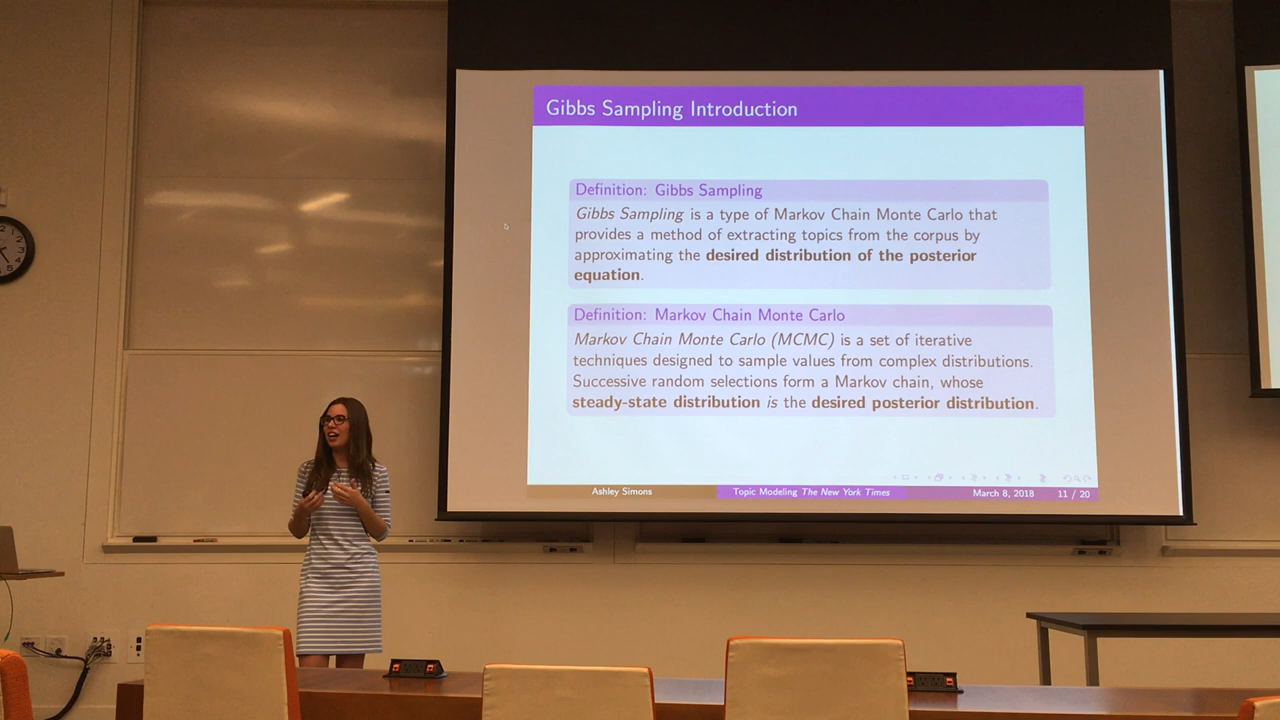 Gibbs Sampling Introduction
Definition: Gibbs Sampling
Gibbs Sampling is a type of Markov Chain Monte Carlo that
provides a method of extracting topics from the corpus by
approximating the desired distribution of the posterior
equation.
Definition: Markov Chain Monte Carlo
Markov Chain Monte Carlo (MCMC) is a set of iterative
techniques designed to sample values from complex distributions.
Successive random selections form a Markov chain, whose
steady-state distribution is the desired posterior distribution.
Ashley Simons Topic Modeling The New York Times March 8, 2018 11 / 20